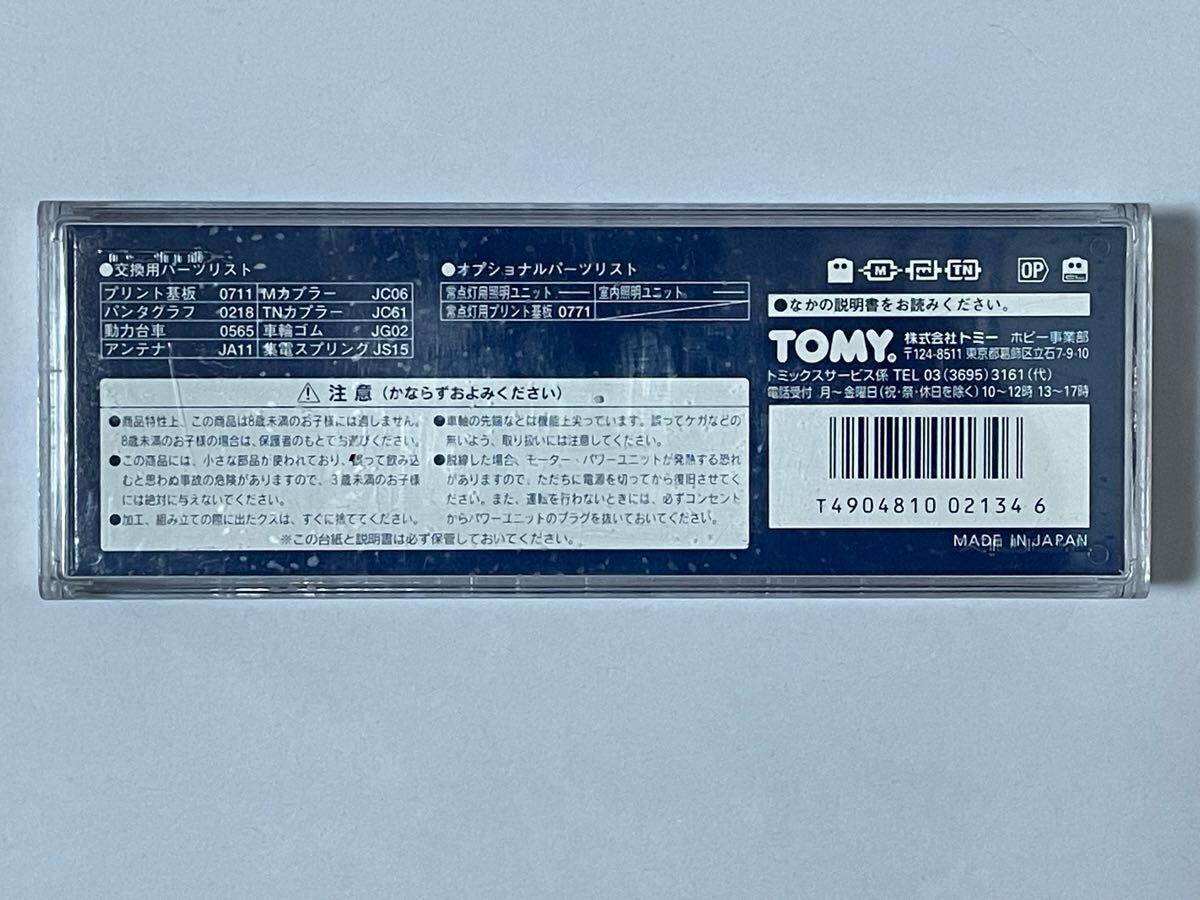 ●交換用パーツリスト
プリント基板 0711 Mカプラー JC06
パンタグラフ 0218 TNカプラー JC61
動力台車 0565 車輪ゴム JG02
アンテナ JA11 集電スプリング JS15
●オプショナルパーツリスト
常点灯用照明ユニット ── 室内照明ユニット ──
常点灯用プリント基板 0771
⚠ 注意 (かならずおよみください)
●商品特性上、この商品は8歳未満のお子様には適しません。
8歳未満のお子様の場合は、保護者のもとでお遊びください。
●この商品には、小さな部品が使われており、誤って飲み込
むと思わぬ事故の危険がありますので、3歳未満のお子様
には絶対に与えないでください。
●加工、組み立ての際に出たクズは、すぐに捨ててください。
●車軸の先端などは機能上尖っています。誤ってケガなどの
無いよう、取り扱いには注意してください。
●脱線した場合、モーター、パワーユニットが発熱する恐れ
がありますので、ただちに電源を切ってから復旧させてく
ださい。また、運転を行わないときには、必ずコンセント
からパワーユニットのプラグを抜いておいてください。
※この台紙と説明書は必ず保管しておいてください。
M TN OP CL
●なかの説明書をお読みください。
TOMY® 株式会社トミー ホビー事業部
〒124-8511 東京都葛飾区立石7-9-10
トミックスサービス係 TEL 03(3695)3161(代)
電話受付 月〜金曜日(祝・祭・休日を除く)10〜12時 13〜17時
T4904810 02134 6
MADE IN JAPAN